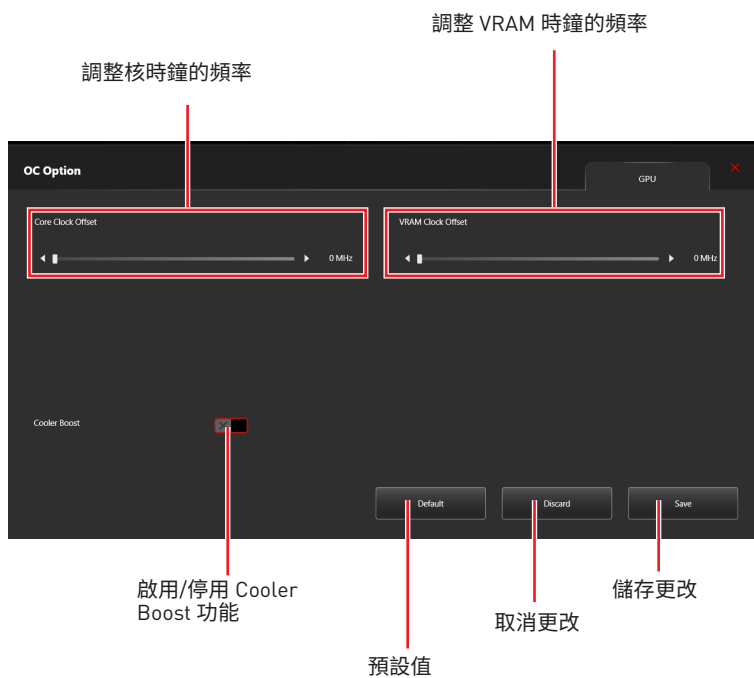 調整 VRAM 時鐘的頻率
調整核時鐘的頻率
OC Option
GPU
Core Clock Offset
VRAM Clock Offset
0 MHz
0 MHz
Cooler Boost
Default
Discard
Save
啟用/停用 Cooler
Boost 功能
儲存更改
取消更改
預設值